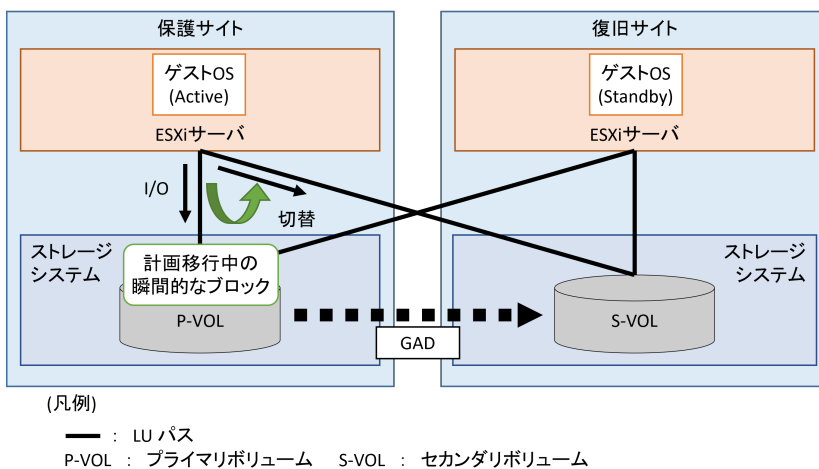 保護サイト
ゲストOS
(Active)
ESXiサーバ
I/O
切替
ストレージ
システム
計画移行中の
瞬間的なブロック
P-VOL
GAD
復旧サイト
ゲストOS
(Standby)
ESXiサーバ
ストレージ
システム
S-VOL
(凡例)
: LU パス
P-VOL : プライマリボリューム S-VOL : セカンダリボリューム